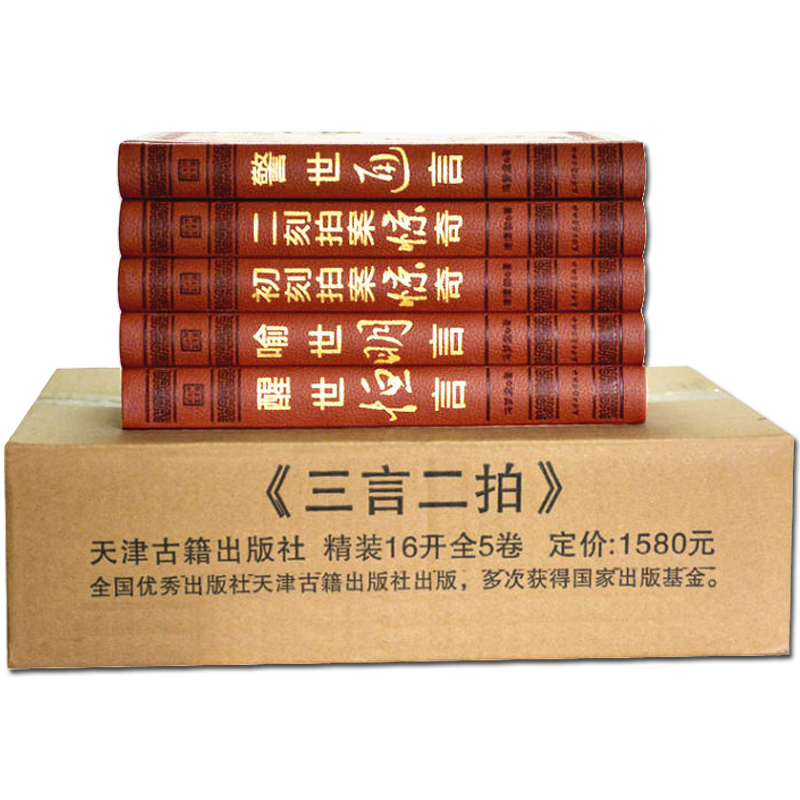 警世通言
二刻拍案惊奇
初刻拍案惊奇
喻世明言
醒世恒言
《三言二拍》
天津古籍出版社 精装16开全5卷 定价:1580元
全国优秀出版社天津古籍出版社出版，多次获得国家出版基金。